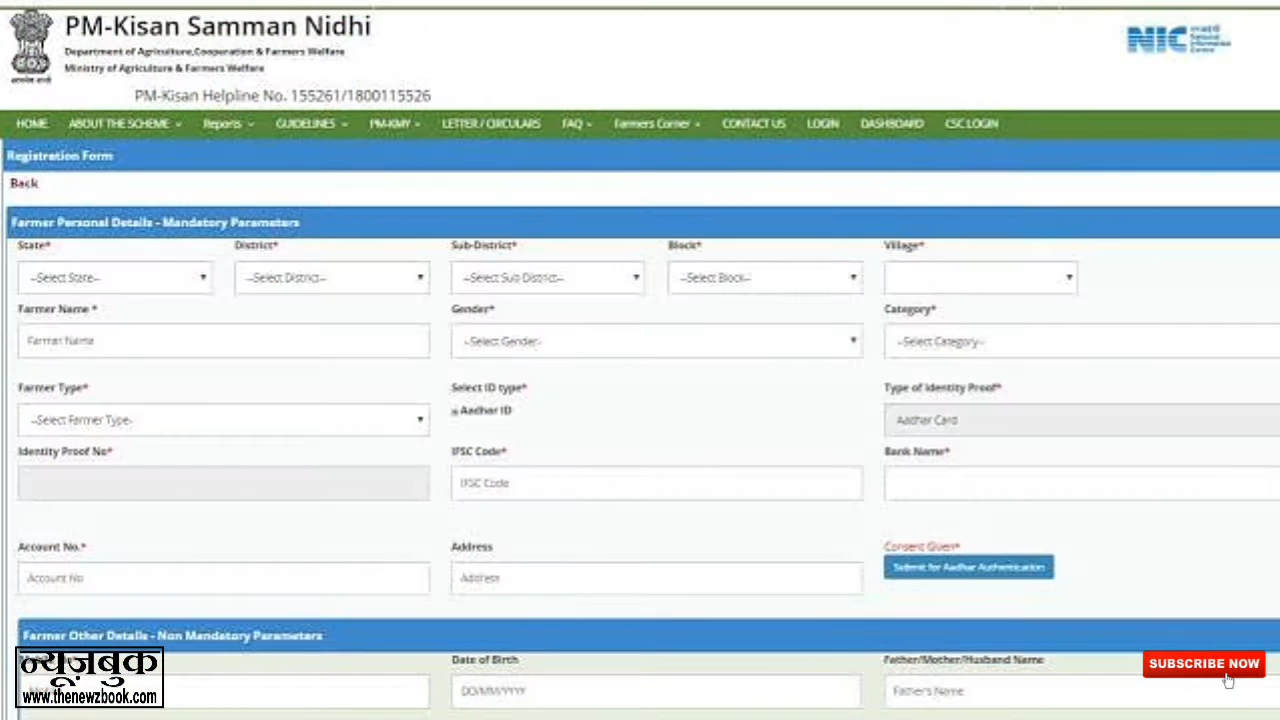 PM-Kisan Samman Nidhi
Department of Agriculture,Cooperation & Farmers Welfare
Ministry of Agriculture & Farmers Welfare
PM-Kisan Helpline No. 155261/1800115526
NIC
HOME ABOUT THE SCHEME Reports GUIDELINES PM-KMY LETTER / CIRCULARS FAQ Farmers Corner CONTACT US LOGIN DASHBOARD CSC LOGIN
Registration Form
Back
Farmer Personal Details - Mandatory Parameters
State* District* Sub-District* Block* Village*
--Select State-- --Select District-- --Select Sub District-- --Select Block--
Farmer Name * Gender* Category*
Farmer Name --Select Gender-- --Select Category--
Farmer Type* Select ID type* Type of Identity Proof*
Aadhar ID
--Select Farmer Type- Aadhar Card
Identity Proof No* IFSC Code* Bank Name*
IFSC Code
Account No.* Address Consent Given*
Submit for Aadhar Authentication
Account No Address
Farmer Other Details - Non Mandatory Parameters
Date of Birth Father/Mother/Husband Name
DD/MM/YYYY Father's Name
न्यूज़बुक
www.thenewzbook.com
SUBSCRIBE NOW